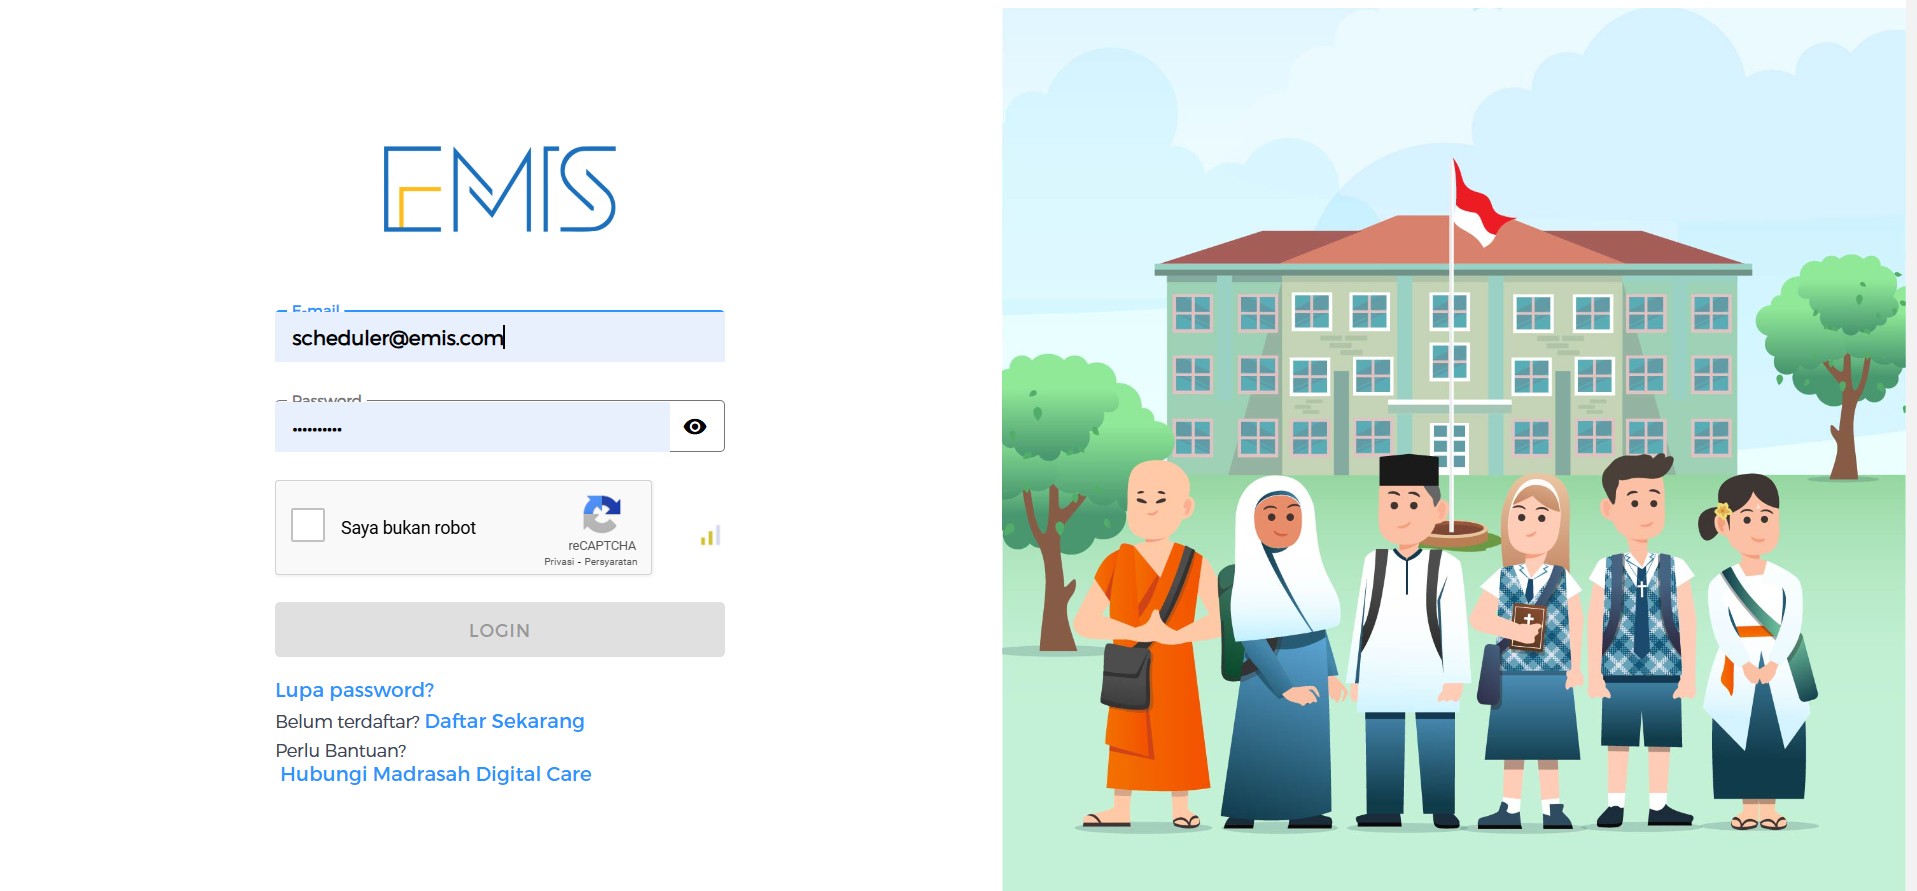 EMIS
E-mail
scheduler@emis.com
Password
Saya bukan robot
reCAPTCHA
Privasi - Persyaratan
LOGIN
Lupa password?
Belum terdaftar? Daftar Sekarang
Perlu Bantuan?
Hubungi Madrasah Digital Care